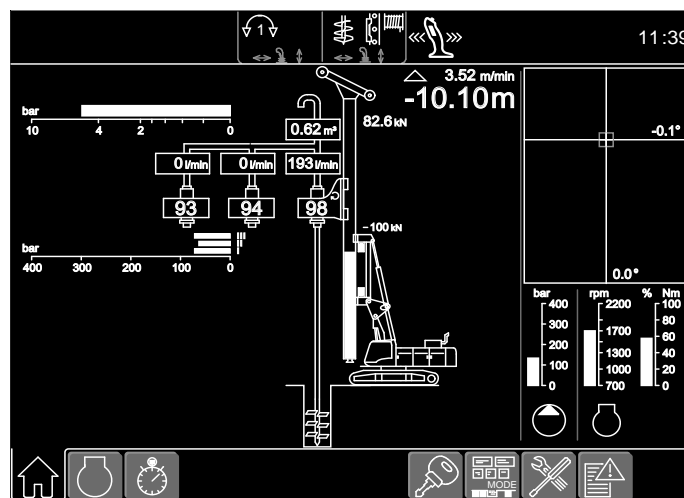 1
11:39
3.52 m/min
-10.10m
bar
10 4 2 0
0.62 m³
82.6 kN
-0.1°
0 l/min 0 l/min 193 l/min
93 94 98
-100 kN
bar
III
II
I
400 300 200 100 0
0.0°
bar rpm % Nm
400 2200 100
300 1700 80
200 1300 60
100 1000 40
20
0 700 0
MODE